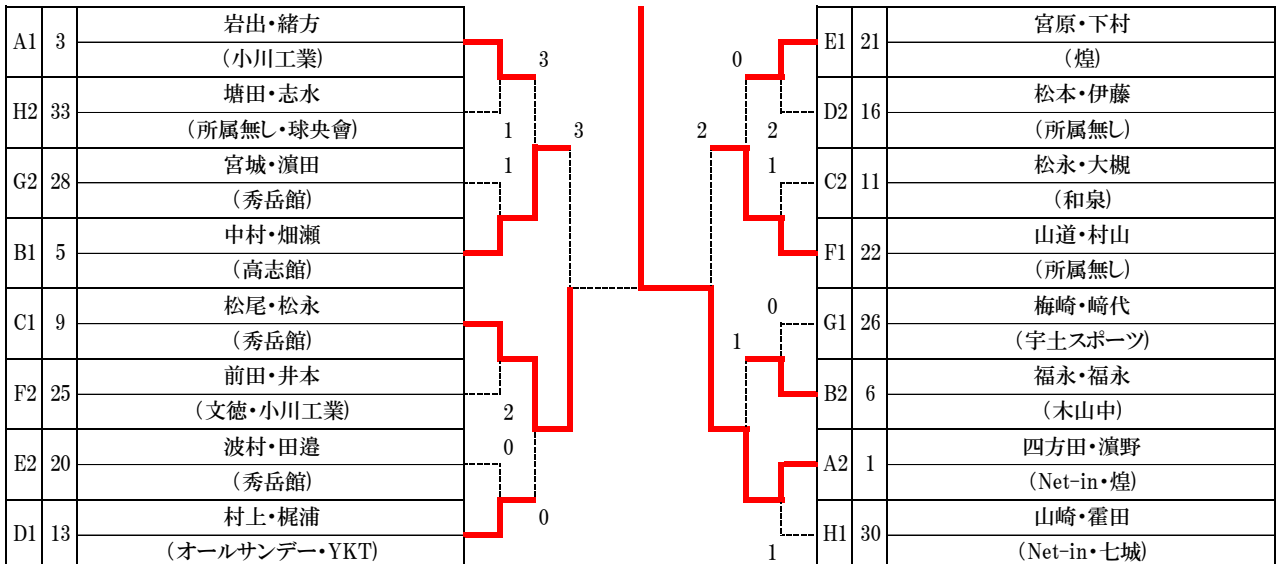 A1 3 岩出・緒方
(小川工業)
3
H2 33 塘田・志水
(所属無し・球央會)
1
3
G2 28 宮城・濵田
(秀岳館)
1
B1 5 中村・畑瀬
(高志館)
C1 9 松尾・松永
(秀岳館)
F2 25 前田・井本
(文徳・小川工業)
2
E2 20 波村・田邉
(秀岳館)
0
D1 13 村上・梶浦
(オールサンデー・YKT)
0
E1 21 宮原・下村
(煌)
0
D2 16 松本・伊藤
(所属無し)
2
2
C2 11 松永・大槻
(和泉)
1
F1 22 山道・村山
(所属無し)
G1 26 梅崎・﨑代
(宇土スポーツ)
0
1
B2 6 福永・福永
(木山中)
A2 1 四方田・濵野
(Net-in・煌)
H1 30 山崎・霍田
(Net-in・七城)
1